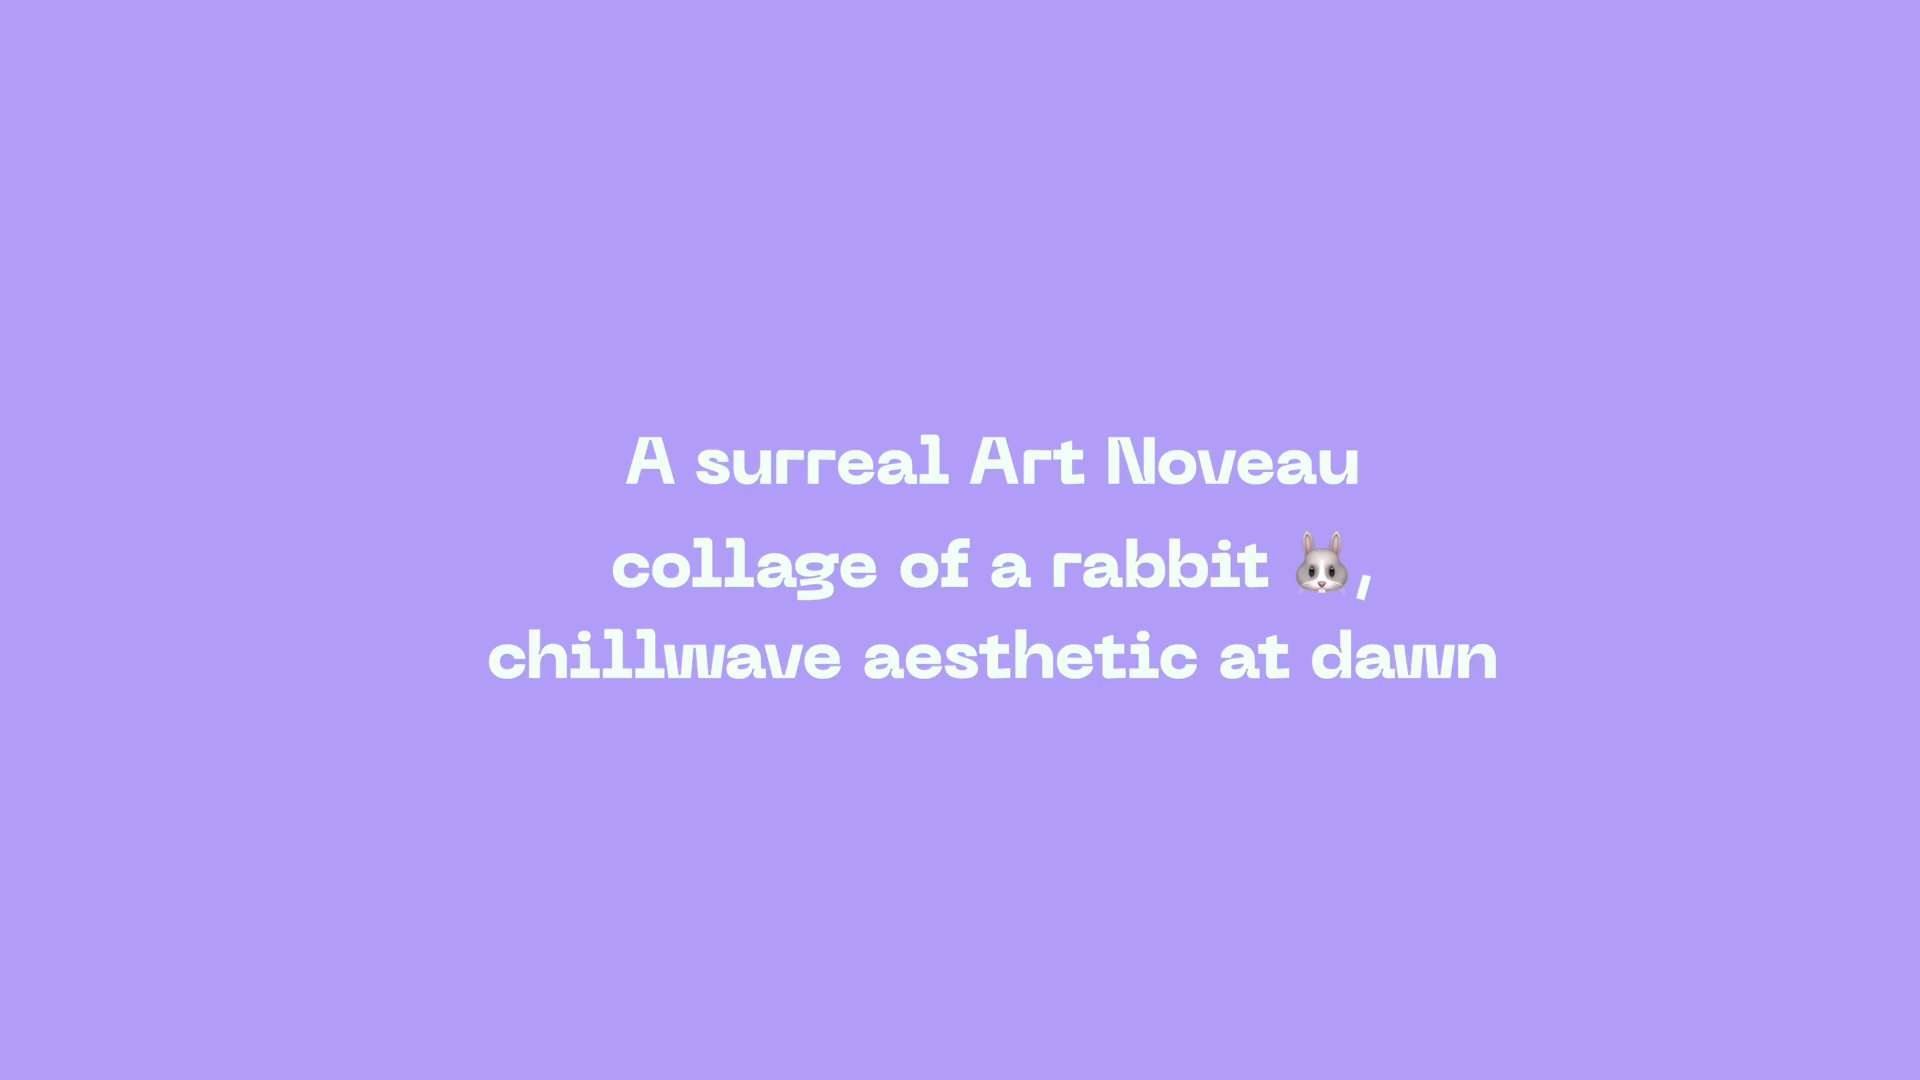 A surreal Art Noveau
collage of a rabbit 🐰,
chillwave aesthetic at dawn